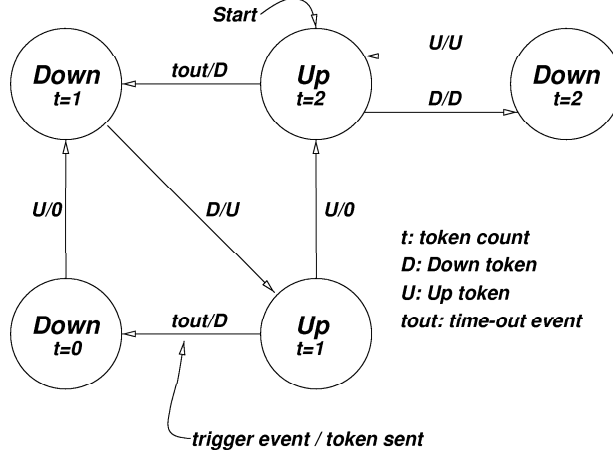 Start
U/U
Down
t=1
tout/D
Up
t=2
Down
t=2
D/D
U/0
D/U
U/0
t: token count
D: Down token
U: Up token
tout: time-out event
Down
t=0
tout/D
Up
t=1
trigger event / token sent